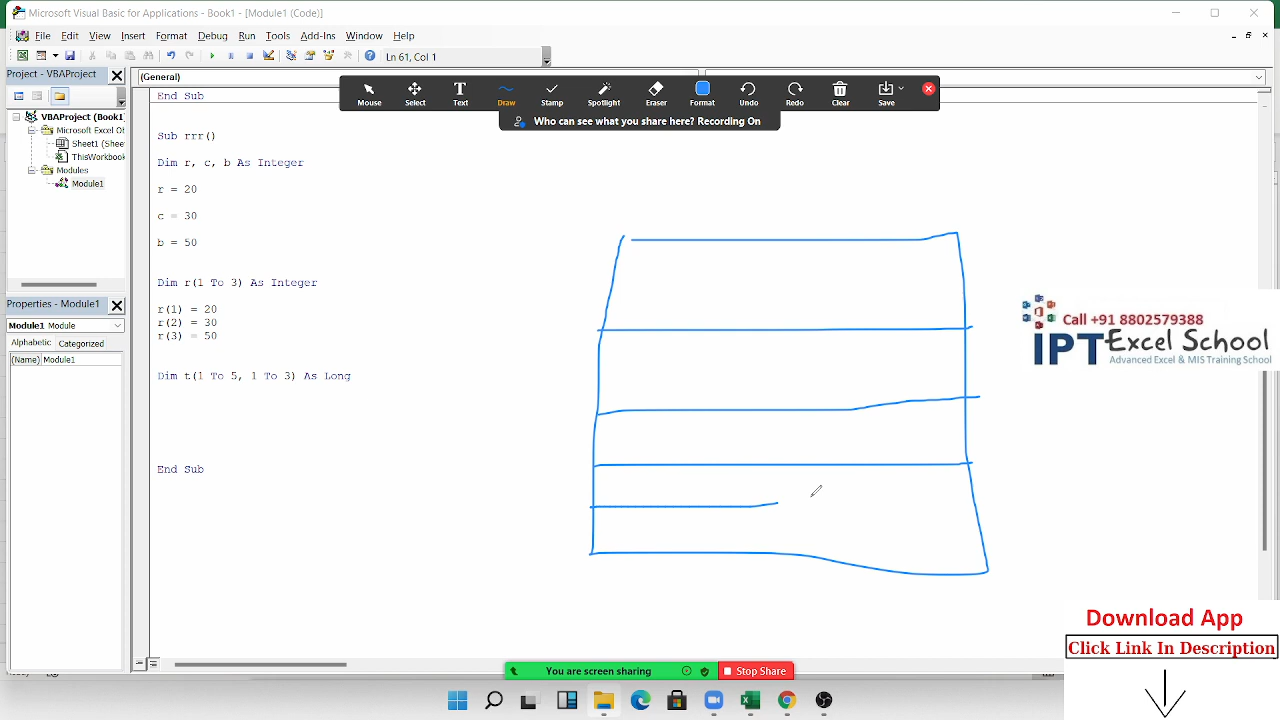 Microsoft Visual Basic for Applications - Book1 - [Module1 (Code)]
File Edit View Insert Format Debug Run Tools Add-Ins Window Help
Ln 61, Col 1
Project - VBAProject
(General)
Mouse Select Text Draw Stamp Spotlight Eraser Format Undo Redo Clear Save
Who can see what you share here? Recording On
VBAProject (Book1
Microsoft Excel Ob
Sheet1 (Shee
ThisWorkbook
Modules
Module1
End Sub
Sub rrr()
Dim r, c, b As Integer
r = 20
c = 30
b = 50
Dim r(1 To 3) As Integer
r(1) = 20
r(2) = 30
r(3) = 50
Dim t(1 To 5, 1 To 3) As Long
End Sub
Properties - Module1
Module1 Module
Alphabetic Categorized
(Name) Module1
Call +91 8802579388
IPT Excel School
Advanced Excel & MIS Training School
Download App
Click Link In Description
You are screen sharing
Stop Share